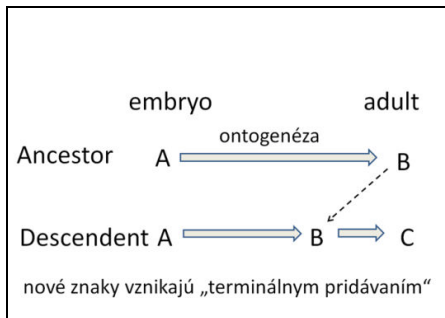 embryo adult
ontogenéza
Ancestor A B
Descendent A B C
nové znaky vznikajú „terminálnym pridávaním“